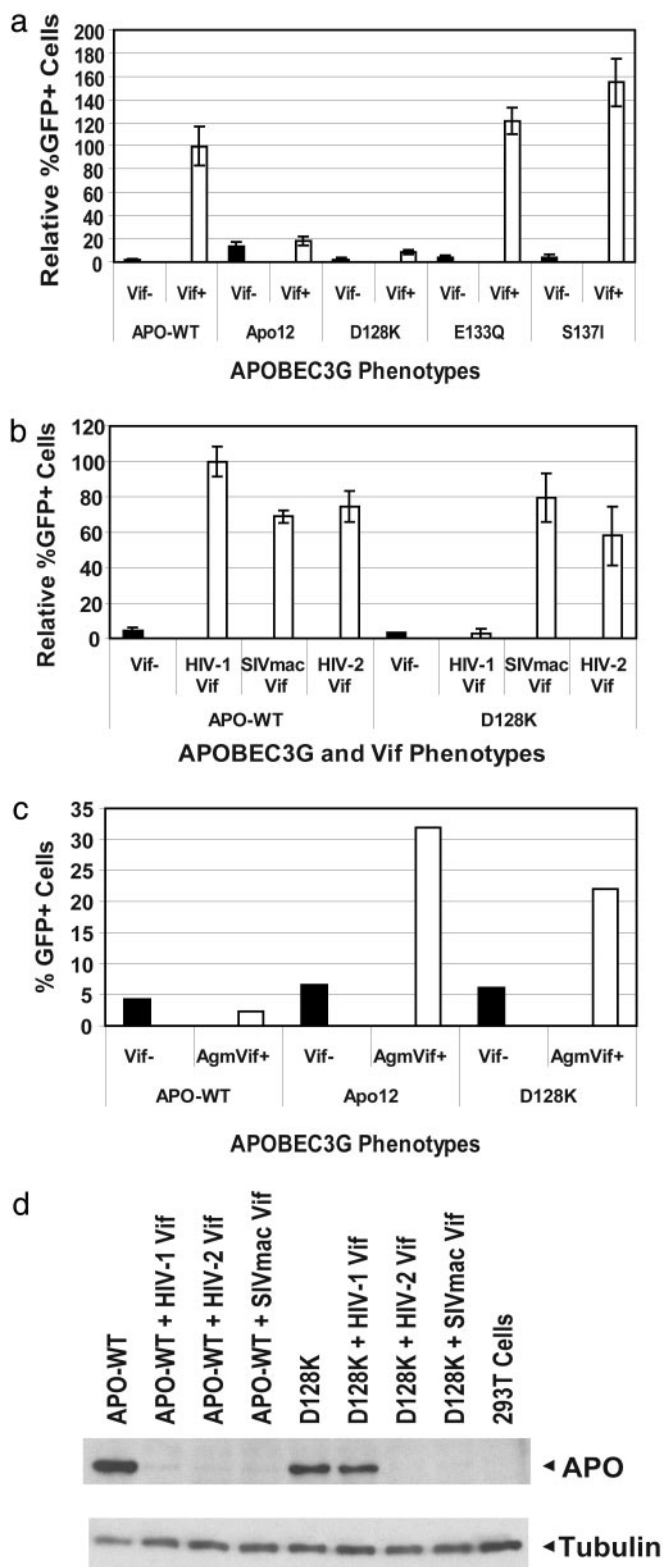 a
Relative %GFP+ Cells
200
180
160
140
120
100
80
60
40
20
0
Vif- Vif+ Vif- Vif+ Vif- Vif+ Vif- Vif+ Vif- Vif+
APO-WT Apo12 D128K E133Q S137I
APOBEC3G Phenotypes
b
Relative %GFP+ Cells
120
100
80
60
40
20
0
Vif- HIV-1 SIVmac HIV-2 Vif- HIV-1 SIVmac HIV-2
Vif Vif Vif Vif Vif Vif
APO-WT D128K
APOBEC3G and Vif Phenotypes
c
% GFP+ Cells
35
30
25
20
15
10
5
0
Vif- AgmVif+ Vif- AgmVif+ Vif- AgmVif+
APO-WT Apo12 D128K
APOBEC3G Phenotypes
d
APO-WT
APO-WT + HIV-1 Vif
APO-WT + HIV-2 Vif
APO-WT + SIVmac Vif
D128K
D128K + HIV-1 Vif
D128K + HIV-2 Vif
D128K + SIVmac Vif
293T Cells
APO
Tubulin